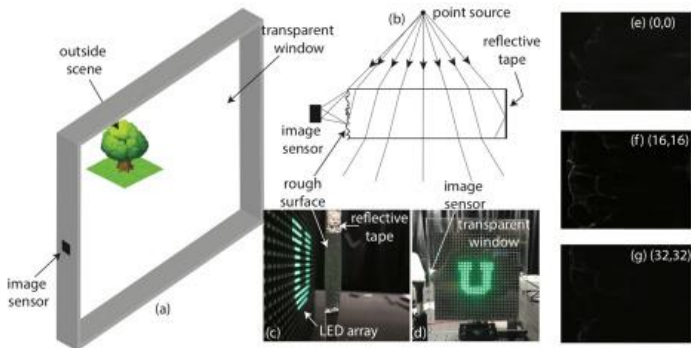 outside
scene
transparent
window
image
sensor
(a)
(b)
point source
reflective
tape
image
sensor
rough
surface
reflective
tape
LED array
(c)
image
sensor
transparent
window
U
(d)
(e) (0,0)
(f) (16,16)
(g) (32,32)